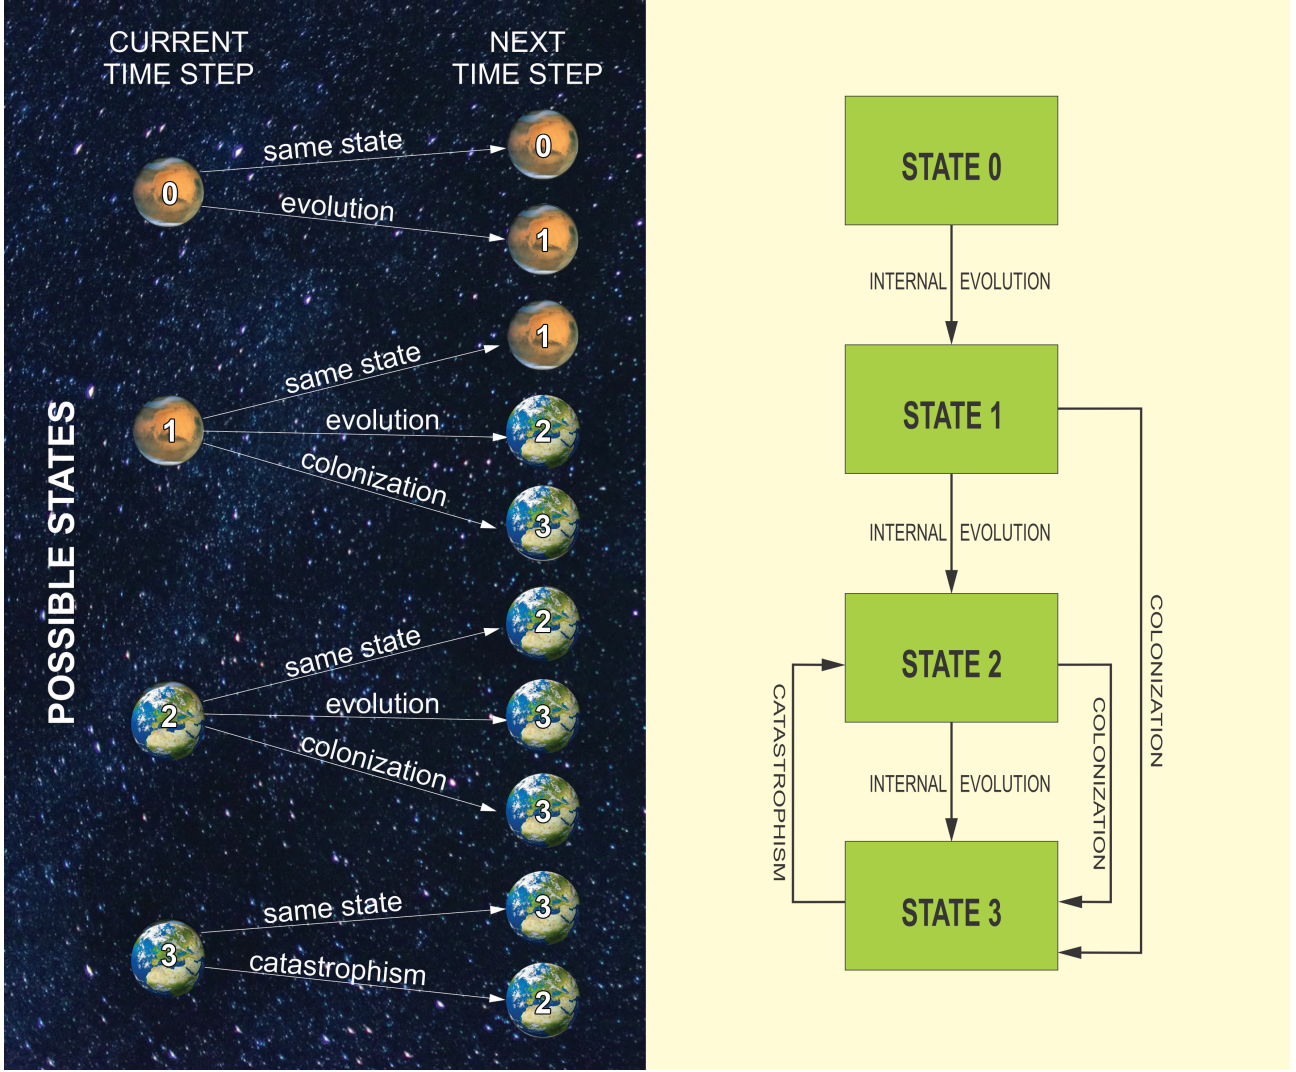 CURRENT
TIME STEP
NEXT
TIME STEP
POSSIBLE STATES
0
same state
0
evolution
1
1
same state
1
evolution
2
colonization
3
2
same state
2
evolution
3
colonization
3
3
same state
3
catastrophism
2
STATE 0
INTERNAL EVOLUTION
STATE 1
INTERNAL EVOLUTION
COLONIZATION
STATE 2
CATASTROPHISM
INTERNAL EVOLUTION
COLONIZATION
STATE 3